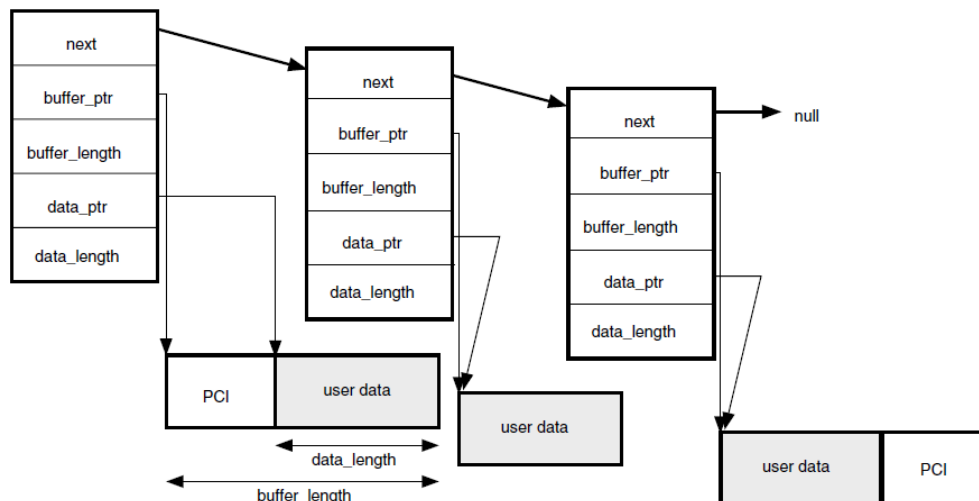 next
buffer_ptr
buffer_length
data_ptr
data_length
next
buffer_ptr
buffer_length
data_ptr
data_length
next
buffer_ptr
buffer_length
data_ptr
data_length
null
PCI
user data
data_length
buffer_length
user data
user data
PCI